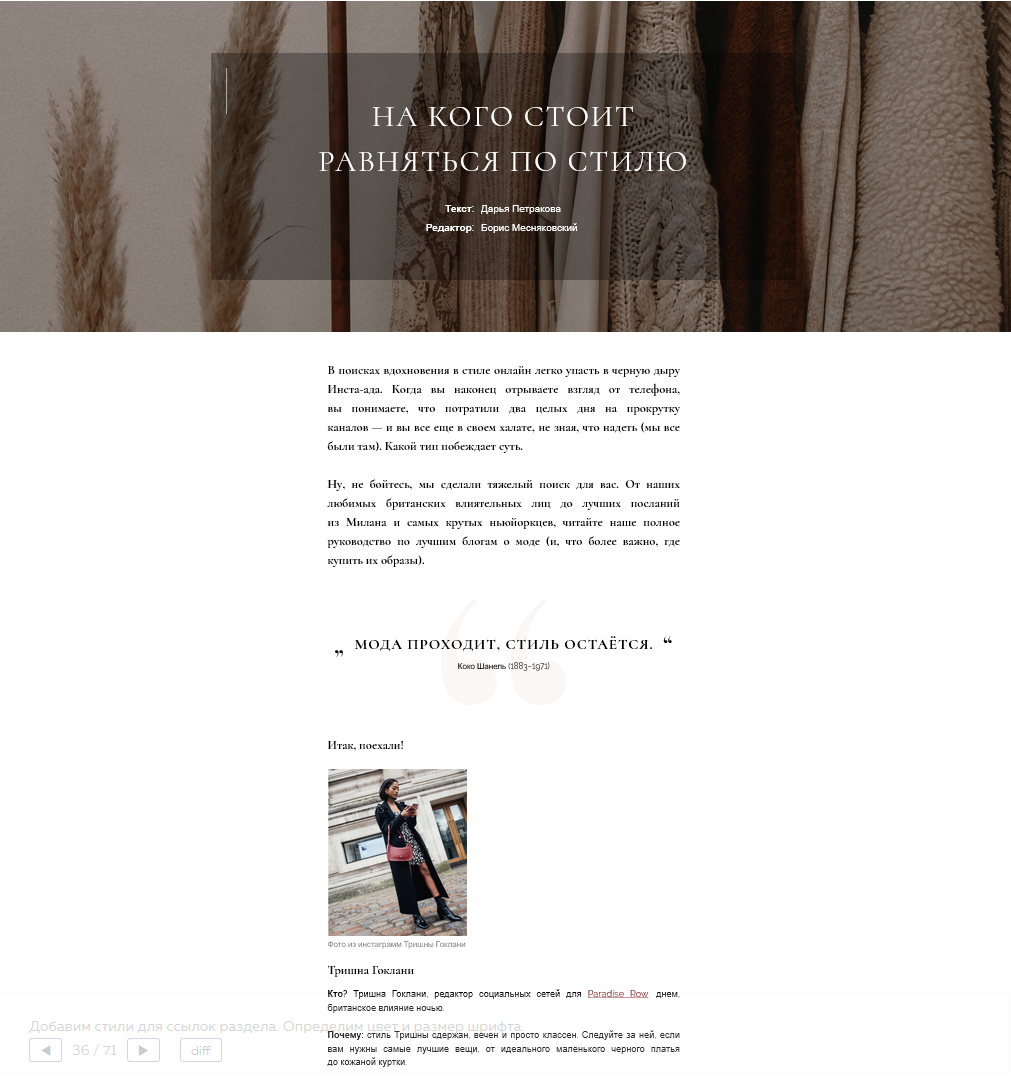 НА КОГО СТОИТ
РАВНЯТЬСЯ ПО СТИЛЮ
Текст: Дарья Петракова
Редактор: Борис Месняковский
В поисках вдохновения в стиле онлайн легко упасть в черную дыру
Инста-ада. Когда вы наконец отрываете взгляд от телефона,
вы понимаете, что потратили два целых дня на прокрутку
каналов — и вы все еще в своем халате, не зная, что надеть (мы все
были там). Какой тип побеждает суть.
Ну, не бойтесь, мы сделали тяжелый поиск для вас. От наших
любимых британских влиятельных лиц до лучших посланий
из Милана и самых крутых ньюйоркцев, читайте наше полное
руководство по лучшим блогам о моде (и, что более важно, где
купить их образы).
„ МОДА ПРОХОДИТ, СТИЛЬ ОСТАЁТСЯ. “
Коко Шанель (1883–1971)
Итак, поехали!
Фото из инстаграмм Тришны Гоклани
Тришна Гоклани
Кто? Тришна Гоклани, редактор социальных сетей для Paradise Row днем,
британское влияние ночью.
Добавим стили для ссылок раздела. Определим цвет и размер шрифта.
Почему: стиль Тришны сдержан, вечен и просто классен. Следуйте за ней, если
вам нужны самые лучшие вещи, от идеального маленького черного платья
до кожаной куртки.
36 / 71
diff